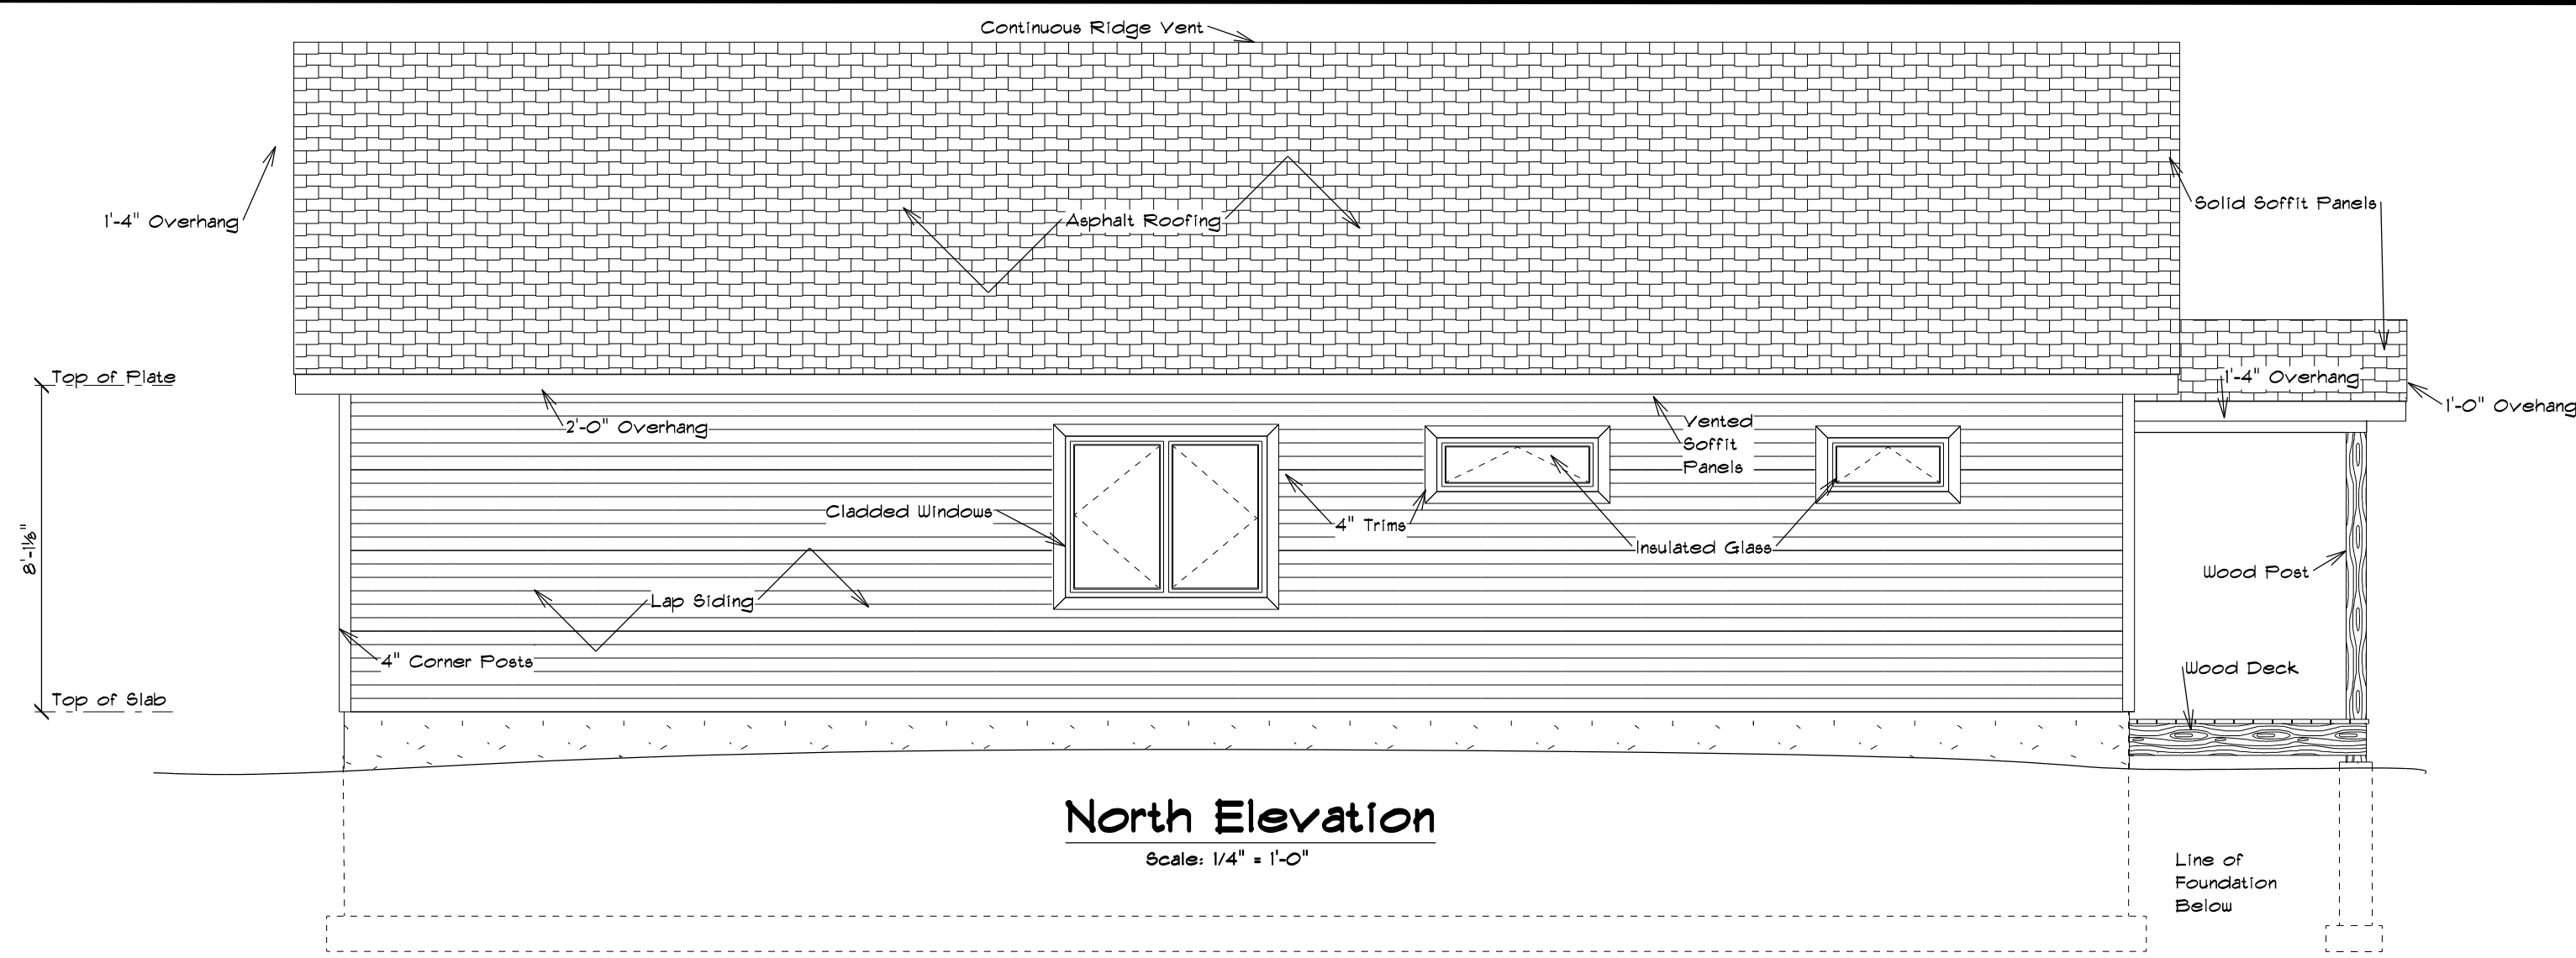 Continuous Ridge Vent
1'-4" Overhang
Asphalt Roofing
Solid Soffit Panels
Top of Plate
1'-4" Overhang
1'-0" Ovehang
2'-0" Overhang
Vented
Soffit
Panels
Cladded Windows
4" Trims
Insulated Glass
8'-1⅛"
Wood Post
Lap Siding
4" Corner Posts
Wood Deck
Top of Slab
North Elevation
Scale: 1/4" = 1'-0"
Line of
Foundation
Below